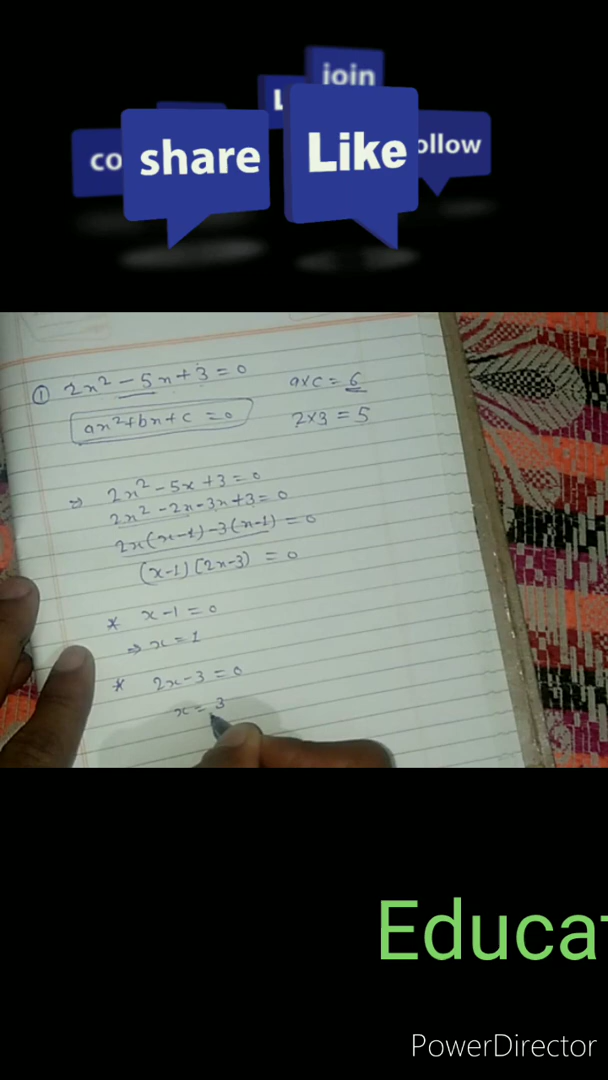 join
L
co
share
Like
ollow
① 2x² - 5x + 3 = 0
a×c = 6
ax² + bx + c = 0
2×3 = 5
⇒ 2x² - 5x + 3 = 0
2x² - 2x - 3x + 3 = 0
2x(x-1) - 3(x-1) = 0
(x-1)(2x-3) = 0
* x - 1 = 0
⇒ x = 1
* 2x - 3 = 0
x = 3
Educa
PowerDirector